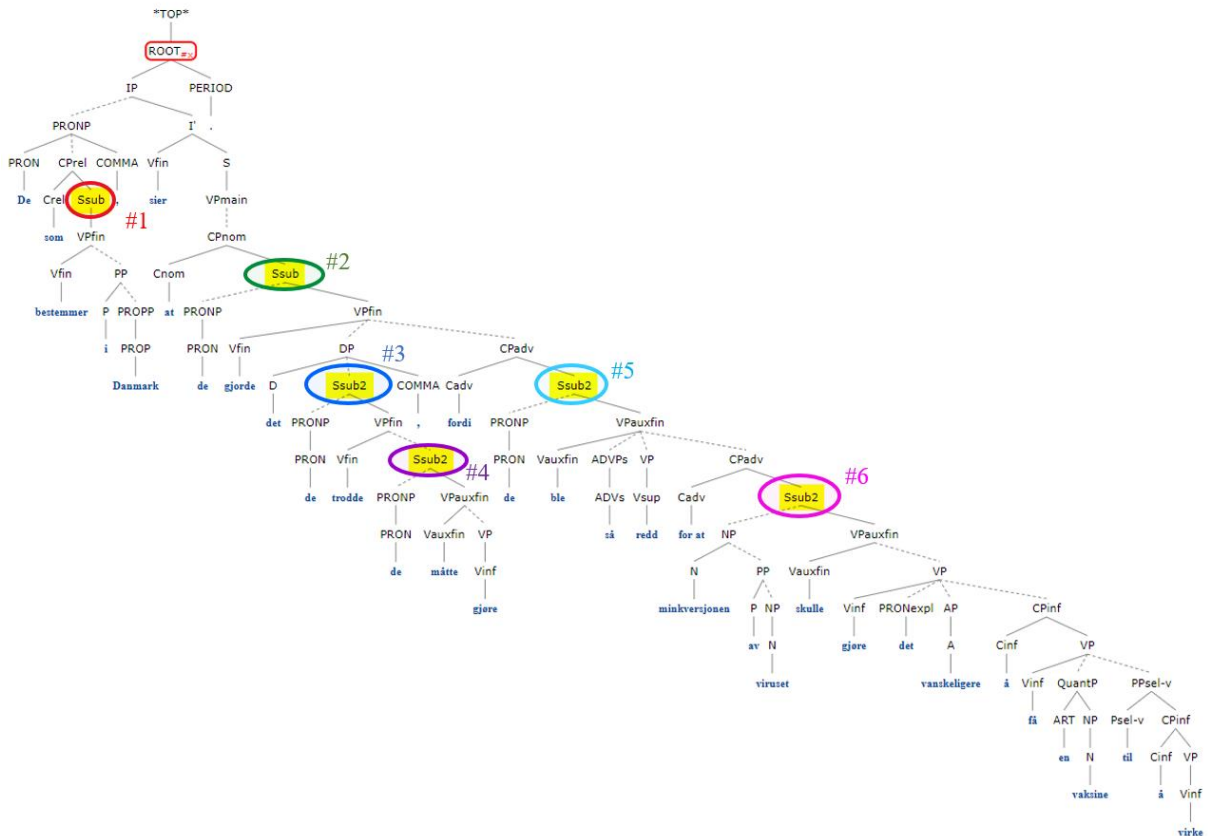 *TOP*
ROOT#x
IP PERIOD
PRONP I' .
PRON CPrel COMMA Vfin S
De Crel Ssub , sier VPmain
#1
som VPfin CPnom
Vfin PP Cnom Ssub #2
bestemmer P PROPP at PRONP VPfin
i PROP PRON Vfin DP CPadv
#3 #5
Danmark de gjorde D Ssub2 COMMA Cadv Ssub2
det PRONP VPfin , fordi PRONP VPauxfin
PRON Vfin Ssub2 PRON Vauxfin ADVPs VP CPadv
#4 #6
de trodde PRONP VPauxfin de ble ADVs Vsup Cadv Ssub2
PRON Vauxfin VP så redd for at NP VPauxfin
de måtte Vinf N PP Vauxfin VP
gjøre minkversjonen P NP skulle Vinf PRONexpl AP CPinf
av N gjøre det A Cinf VP
viruset vanskeligere å Vinf QuantP PPsel-v
få ART NP Psel-v CPinf
en N til Cinf VP
vaksine å Vinf
virke